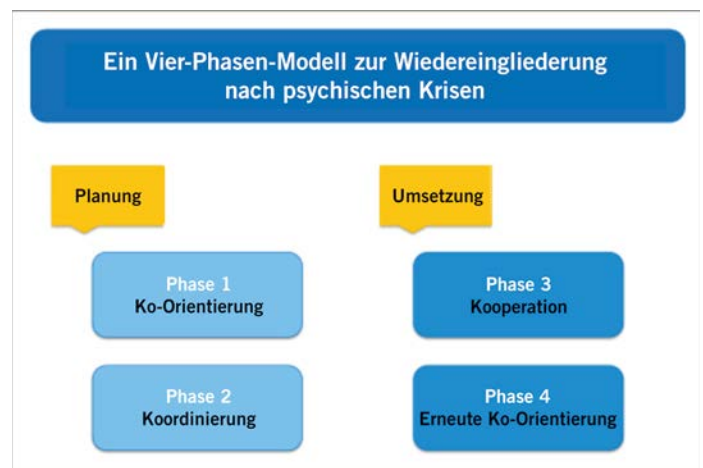 Ein Vier-Phasen-Modell zur Wiedereingliederung
nach psychischen Krisen
Planung
Phase 1
Ko-Orientierung
Phase 2
Koordinierung
Umsetzung
Phase 3
Kooperation
Phase 4
Erneute Ko-Orientierung